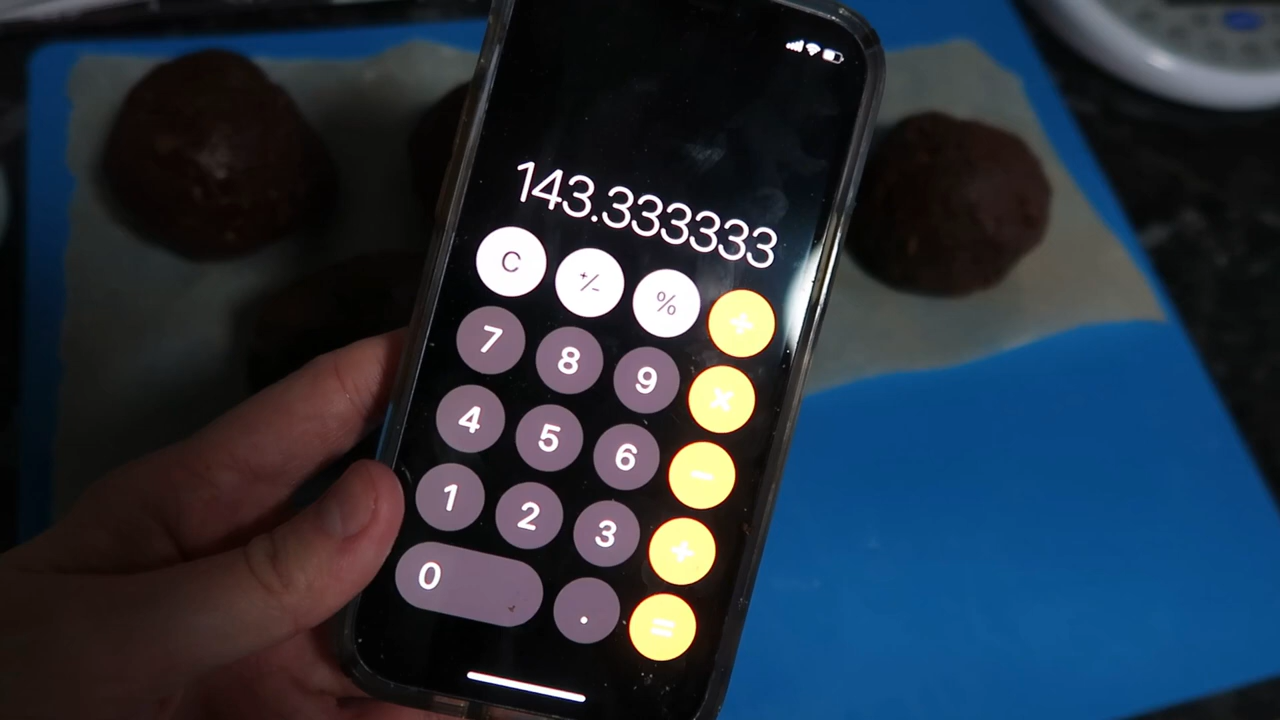 143.333333
C +/- % ÷
7 8 9 ×
4 5 6 −
1 2 3 +
0 . =